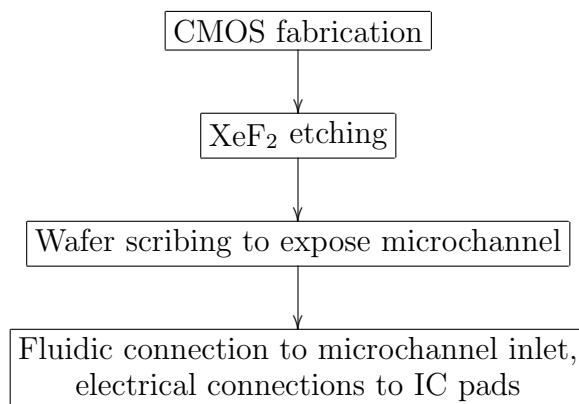 CMOS fabrication
XeF₂ etching
Wafer scribing to expose microchannel
Fluidic connection to microchannel inlet,
electrical connections to IC pads